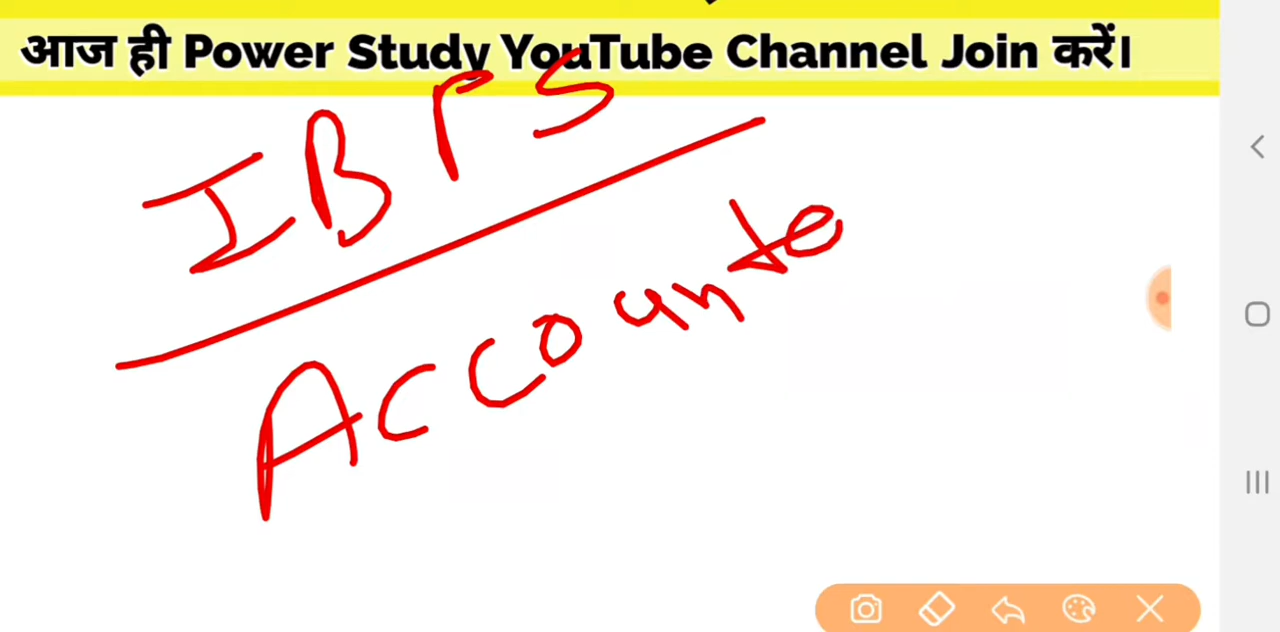 आज ही Power Study YouTube Channel Join करें।
IBPS
Accounte